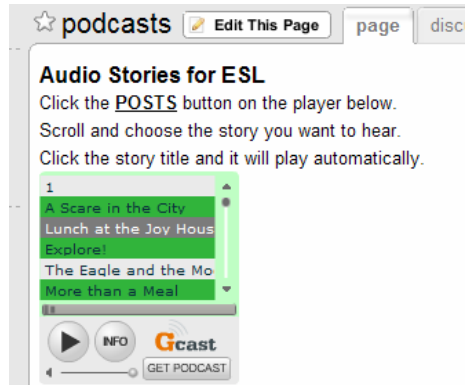 podcasts Edit This Page page disc
Audio Stories for ESL
Click the POSTS button on the player below.
Scroll and choose the story you want to hear.
Click the story title and it will play automatically.
1
A Scare in the City
Lunch at the Joy Hous
Explore!
The Eagle and the Mo
More than a Meal
INFO Gcast
GET PODCAST